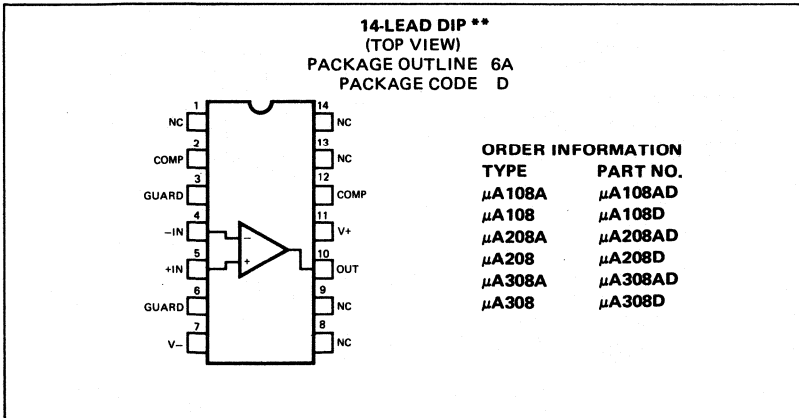 14-LEAD DIP **
(TOP VIEW)
PACKAGE OUTLINE 6A
PACKAGE CODE D
1 14
NC NC
2 13
COMP NC
3 12
GUARD COMP
4 11
−IN − V+
5 10
+IN + OUT
6 9
GUARD NC
7 8
V− NC
ORDER INFORMATION
TYPE PART NO.
µA108A µA108AD
µA108 µA108D
µA208A µA208AD
µA208 µA208D
µA308A µA308AD
µA308 µA308D